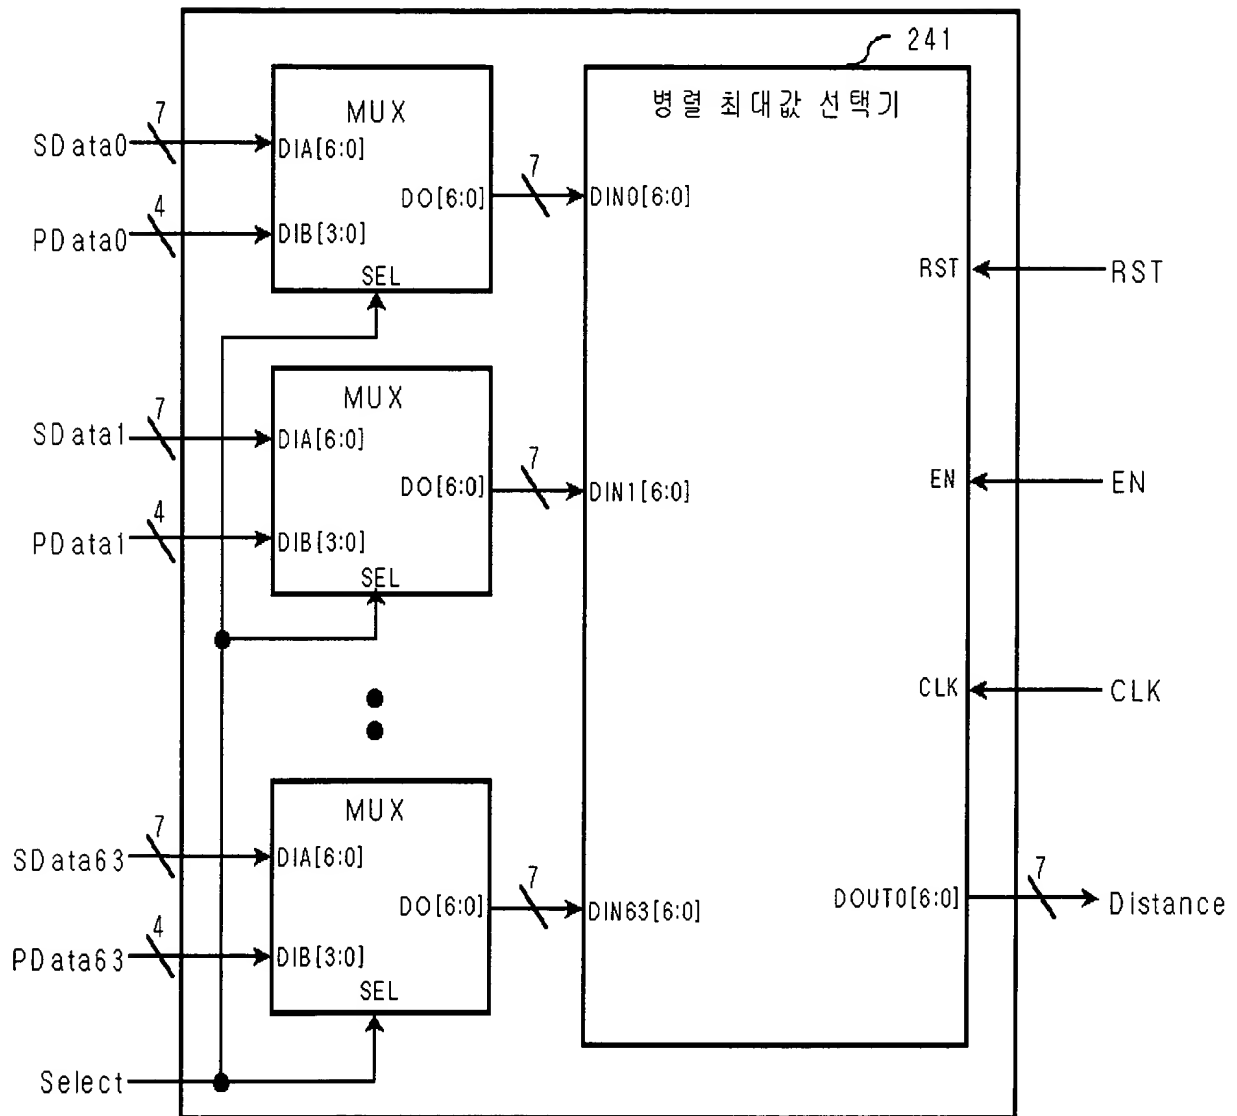 241
MUX
병렬 최대값 선택기
7
SData0
DIA[6:0]
7
DO[6:0]
DIN0[6:0]
4
PData0
DIB[3:0]
SEL
RST
RST
MUX
7
SData1
DIA[6:0]
7
DO[6:0]
DIN1[6:0]
EN
EN
4
PData1
DIB[3:0]
SEL
CLK
CLK
MUX
7
SData63
DIA[6:0]
7
DO[6:0]
DIN63[6:0]
DOUT0[6:0]
7
Distance
4
PData63
DIB[3:0]
SEL
Select